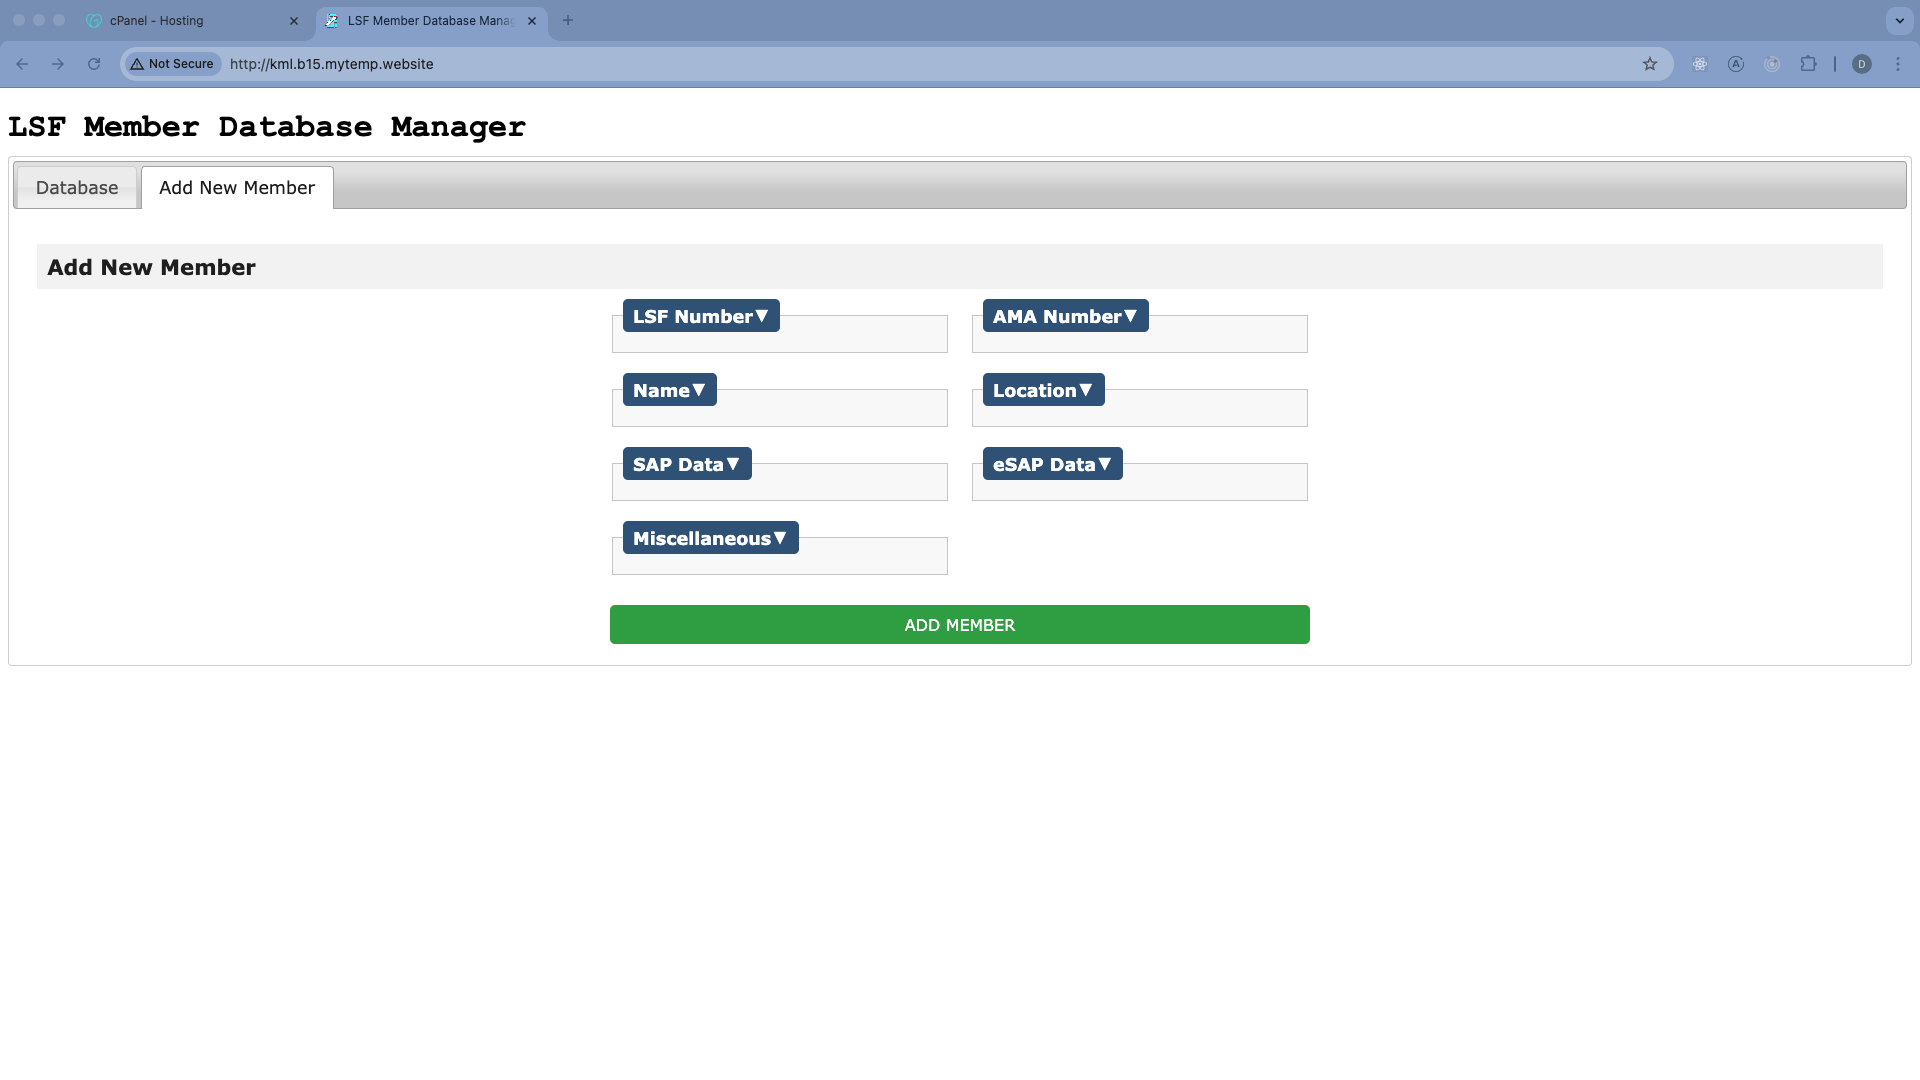 cPanel - Hosting
LSF Member Database Manag
Not Secure
http://kml.b15.mytemp.website
D
LSF Member Database Manager
Database
Add New Member
Add New Member
LSF Number▼
AMA Number▼
Name▼
Location▼
SAP Data▼
eSAP Data▼
Miscellaneous▼
ADD MEMBER